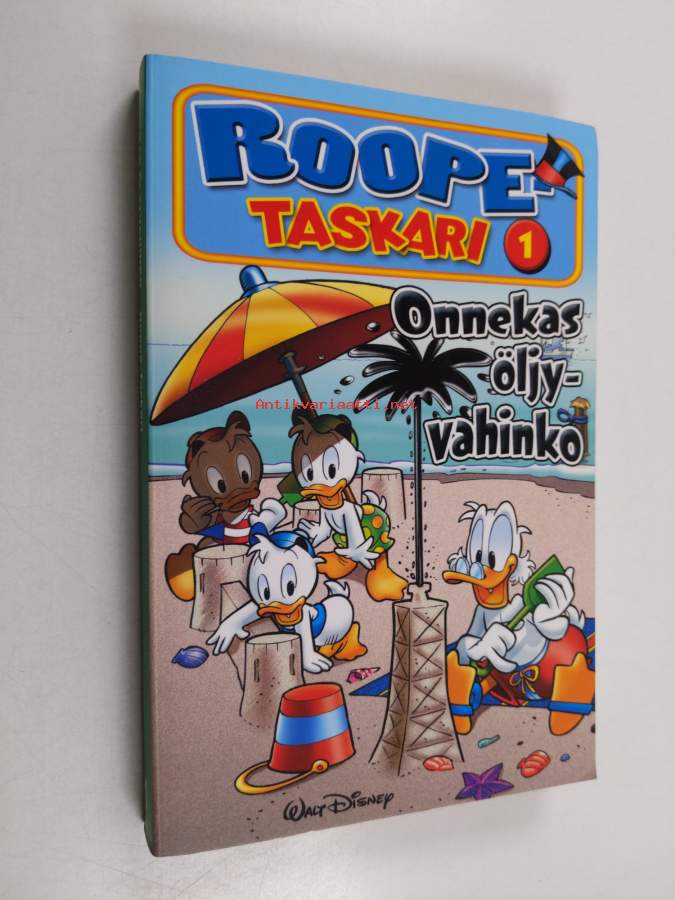 ROOPE-
TASKARI 1
Onnekas
öljy-
vahinko
Antikvariaatti.net
WALT DISNEY